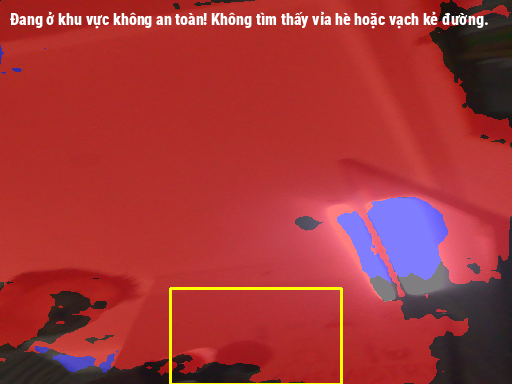 Đang ở khu vực không an toàn! Không tìm thấy vỉa hè hoặc vạch kẻ đường.